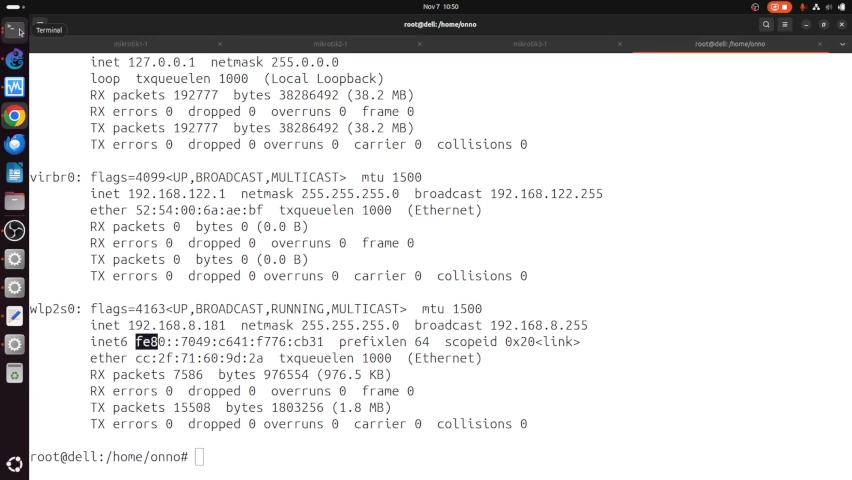 Nov 7 10:50
root@dell: /home/onno
Terminal
mikrotik1-1 × mikrotik2-1 × mikrotik3-1 × root@dell: /home/onno ×
inet 127.0.0.1 netmask 255.0.0.0
loop txqueuelen 1000 (Local Loopback)
RX packets 192777 bytes 38286492 (38.2 MB)
RX errors 0 dropped 0 overruns 0 frame 0
TX packets 192777 bytes 38286492 (38.2 MB)
TX errors 0 dropped 0 overruns 0 carrier 0 collisions 0
virbr0: flags=4099<UP,BROADCAST,MULTICAST> mtu 1500
inet 192.168.122.1 netmask 255.255.255.0 broadcast 192.168.122.255
ether 52:54:00:6a:ae:bf txqueuelen 1000 (Ethernet)
RX packets 0 bytes 0 (0.0 B)
RX errors 0 dropped 0 overruns 0 frame 0
TX packets 0 bytes 0 (0.0 B)
TX errors 0 dropped 0 overruns 0 carrier 0 collisions 0
wlp2s0: flags=4163<UP,BROADCAST,RUNNING,MULTICAST> mtu 1500
inet 192.168.8.181 netmask 255.255.255.0 broadcast 192.168.8.255
inet6 fe80::7049:c641:f776:cb31 prefixlen 64 scopeid 0x20<link>
ether cc:2f:71:60:9d:2a txqueuelen 1000 (Ethernet)
RX packets 7586 bytes 976554 (976.5 KB)
RX errors 0 dropped 0 overruns 0 frame 0
TX packets 15508 bytes 1803256 (1.8 MB)
TX errors 0 dropped 0 overruns 0 carrier 0 collisions 0
root@dell:/home/onno#